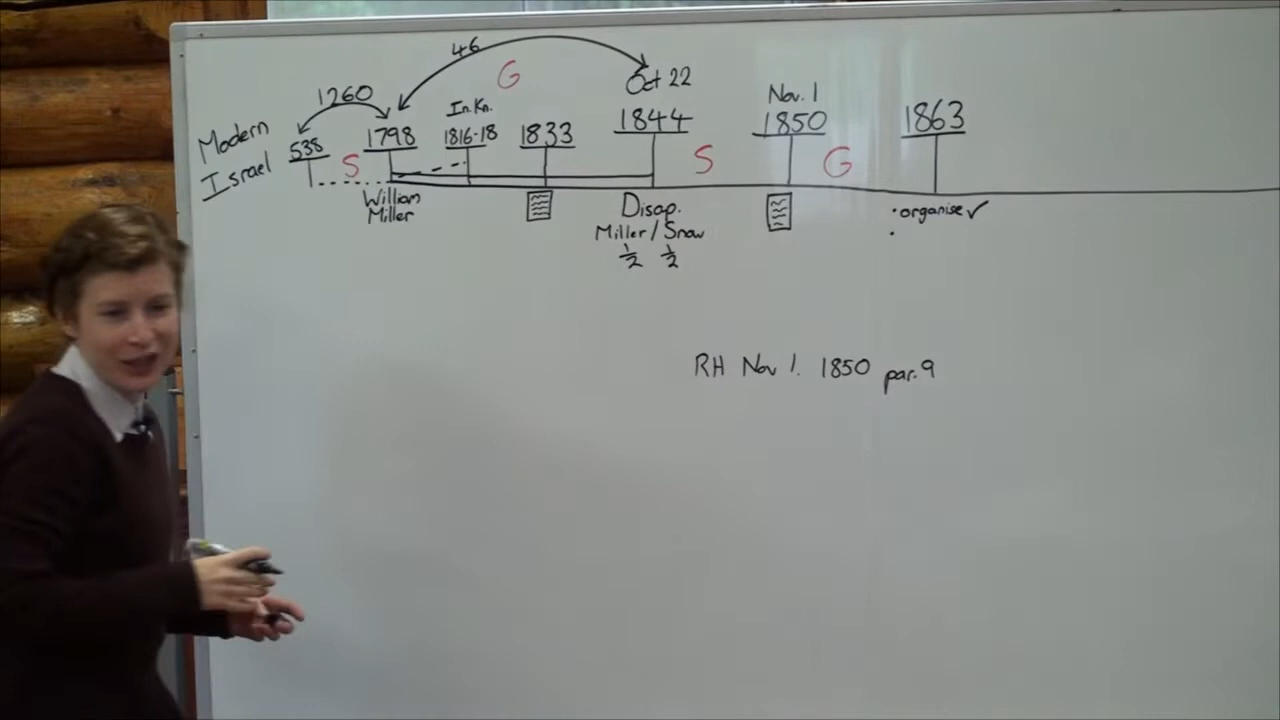 46
G
Oct 22
1260
In. Kn.
Nov. 1
Modern
Israel
538
S
1798
1816-18
1833
1844
S
1850
G
1863
William
Miller
Disap.
Miller/Snow
½ ½
· organise ✓
·
RH Nov 1. 1850 par. 9